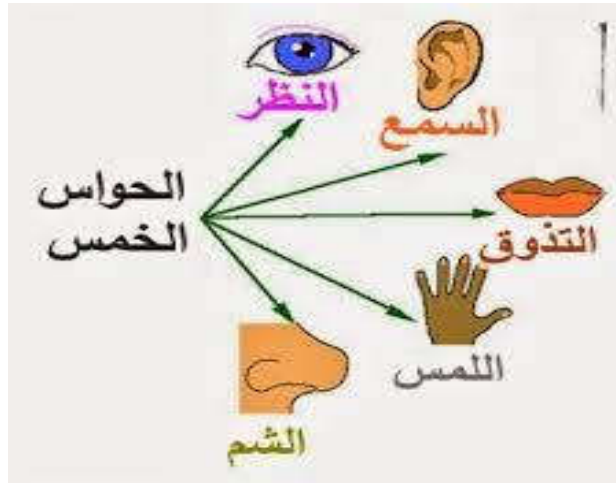 الحواس
الخمس
النظر
السمع
التذوق
اللمس
الشم